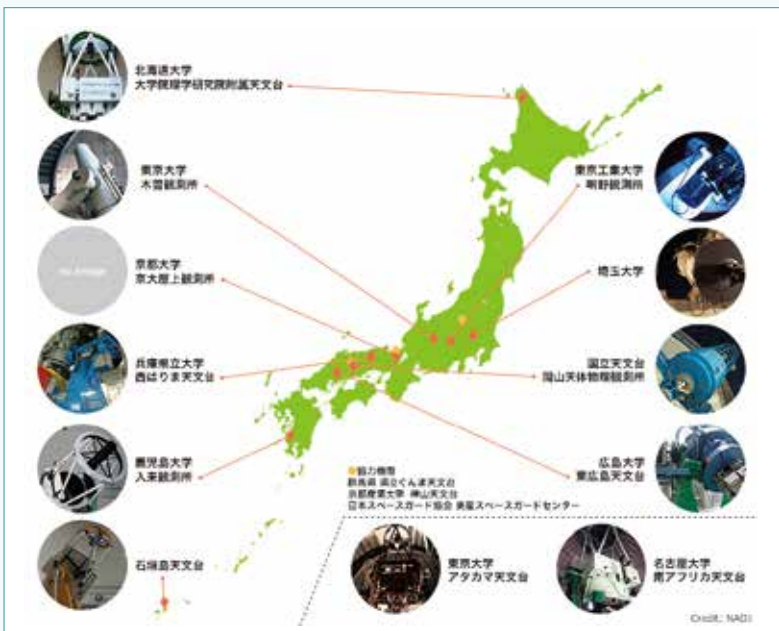 北海道大学
大学院理学研究院附属天文台
東京大学
木曽観測所
京都大学
京大屋上観測所
兵庫県立大学
西はりま天文台
鹿児島大学
入来観測所
石垣島天文台
東京工業大学
明野観測所
埼玉大学
国立天文台
岡山天体物理観測所
広島大学
東広島天文台
no image
協力機関
群馬県 県立ぐんま天文台
京都産業大学 神山天文台
日本スペースガード協会 美星スペースガードセンター
東京大学
アタカマ天文台
名古屋大学
南アフリカ天文台
Credit: NAOJ